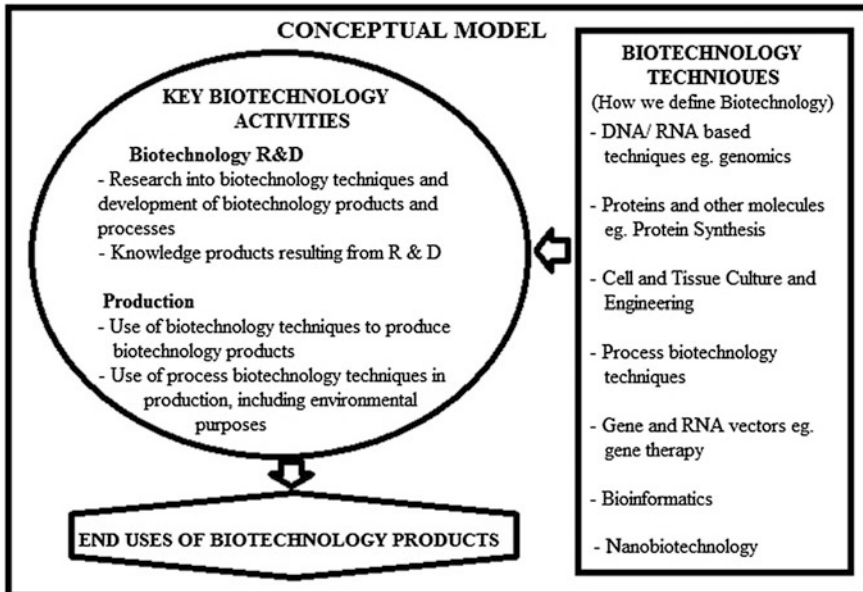 CONCEPTUAL MODEL
KEY BIOTECHNOLOGY
ACTIVITIES
Biotechnology R&D
- Research into biotechnology techniques and
development of biotechnology products and
processes
- Knowledge products resulting from R & D
Production
- Use of biotechnology techniques to produce
biotechnology products
- Use of process biotechnology techniques in
production, including environmental
purposes
END USES OF BIOTECHNOLOGY PRODUCTS
BIOTECHNOLOGY
TECHNIOUES
(How we define Biotechnology)
- DNA/ RNA based
techniques eg. genomics
- Proteins and other molecules
eg. Protein Synthesis
- Cell and Tissue Culture and
Engineering
- Process biotechnology
techniques
- Gene and RNA vectors eg.
gene therapy
- Bioinformatics
- Nanobiotechnology